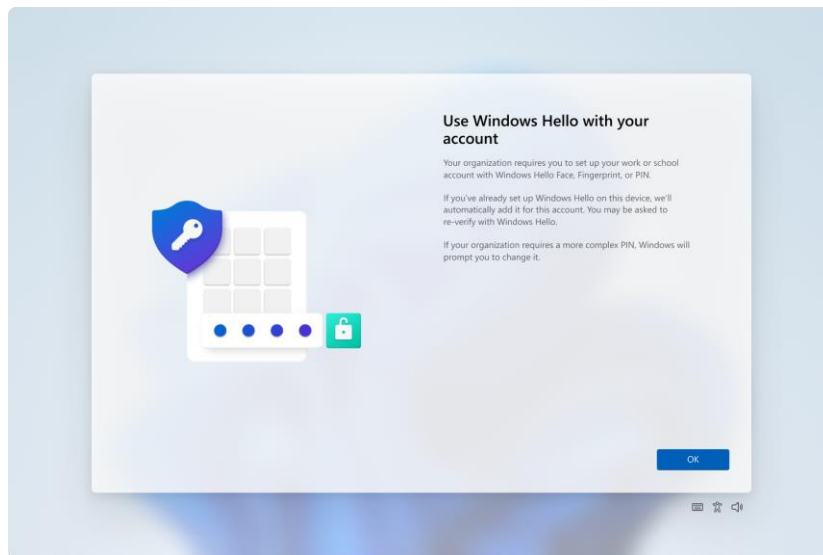 Use Windows Hello with your
account
Your organization requires you to set up your work or school
account with Windows Hello Face, Fingerprint, or PIN.
If you've already set up Windows Hello on this device, we'll
automatically add it for this account. You may be asked to
re-verify with Windows Hello.
If your organization requires a more complex PIN, Windows will
prompt you to change it.
OK